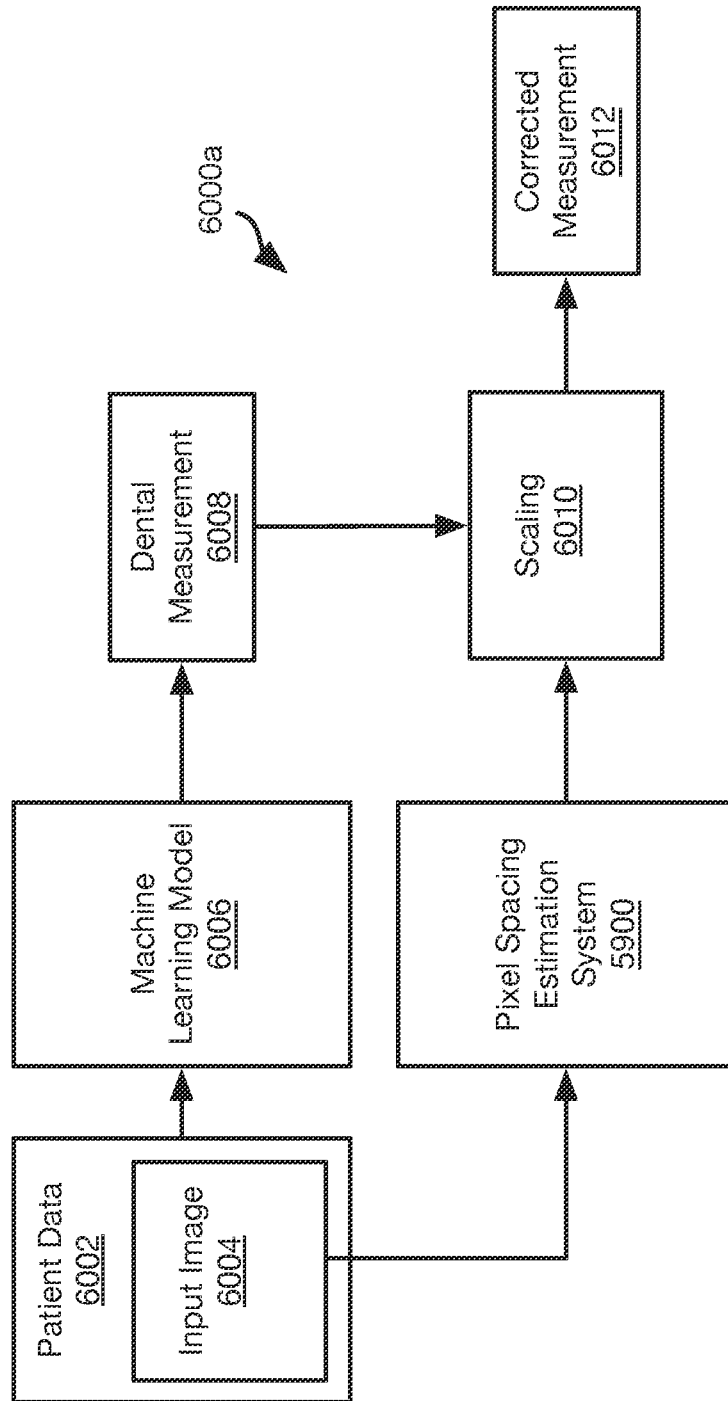 Patient Data
6002
Input Image
6004
Machine
Learning Model
6006
Dental
Measurement
6008
6000a
Pixel Spacing
Estimation
System
5900
Scaling
6010
Corrected
Measurement
6012